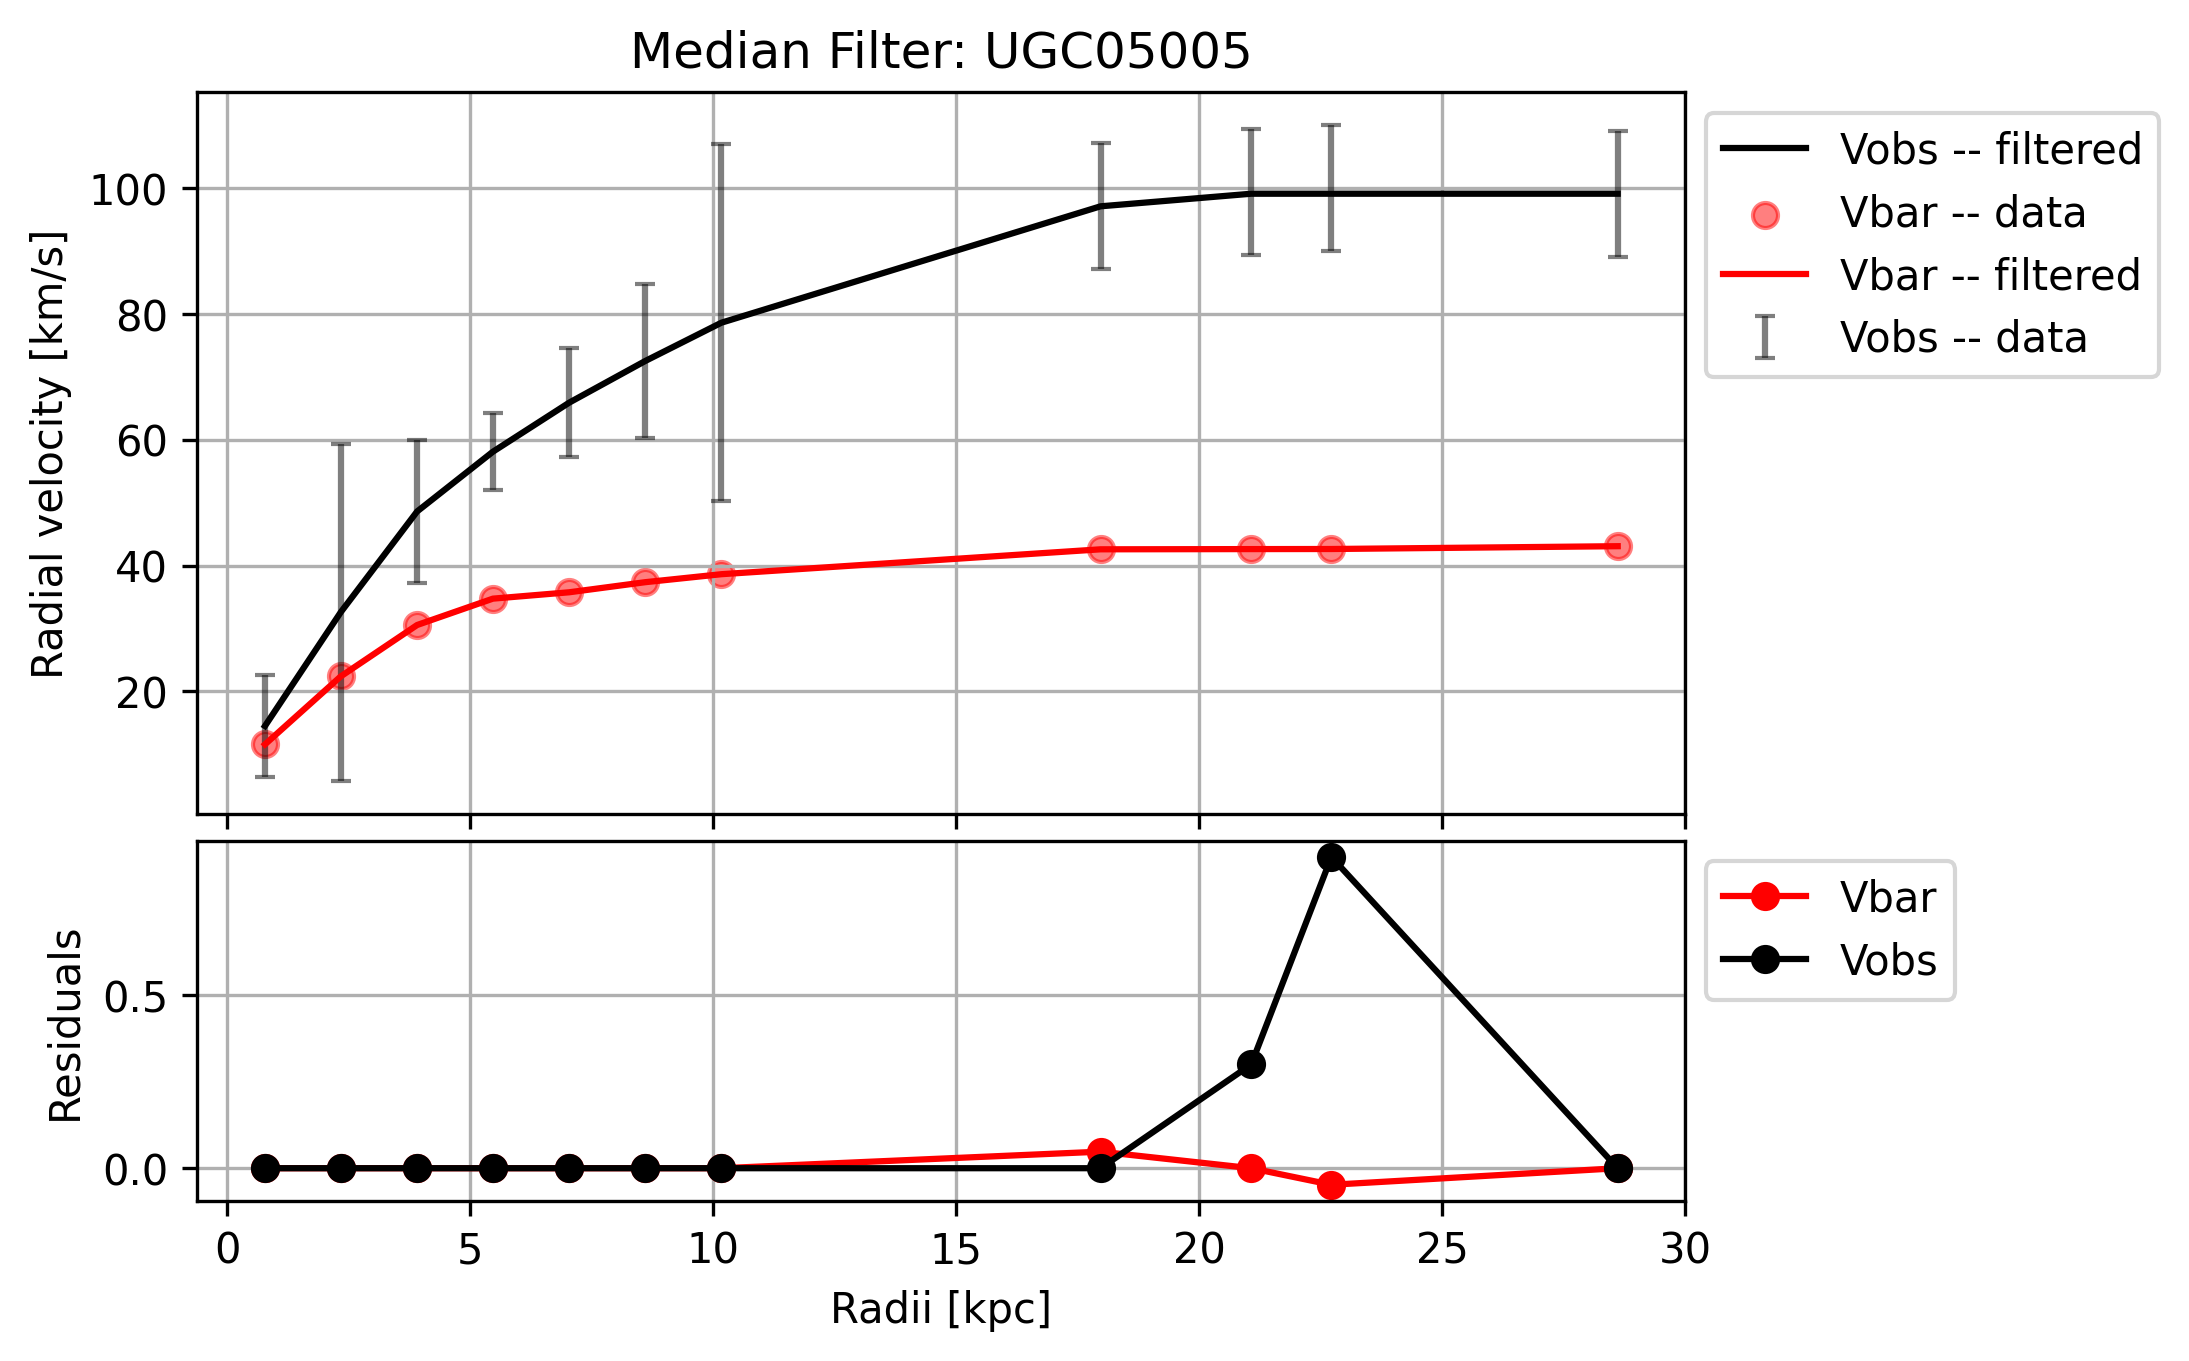 Median Filter: UGC05005
Radial velocity [km/s]
100
80
60
40
20
Vobs -- filtered
Vbar -- data
Vbar -- filtered
Vobs -- data
Residuals
0.5
0.0
Vbar
Vobs
0 5 10 15 20 25 30
Radii [kpc]